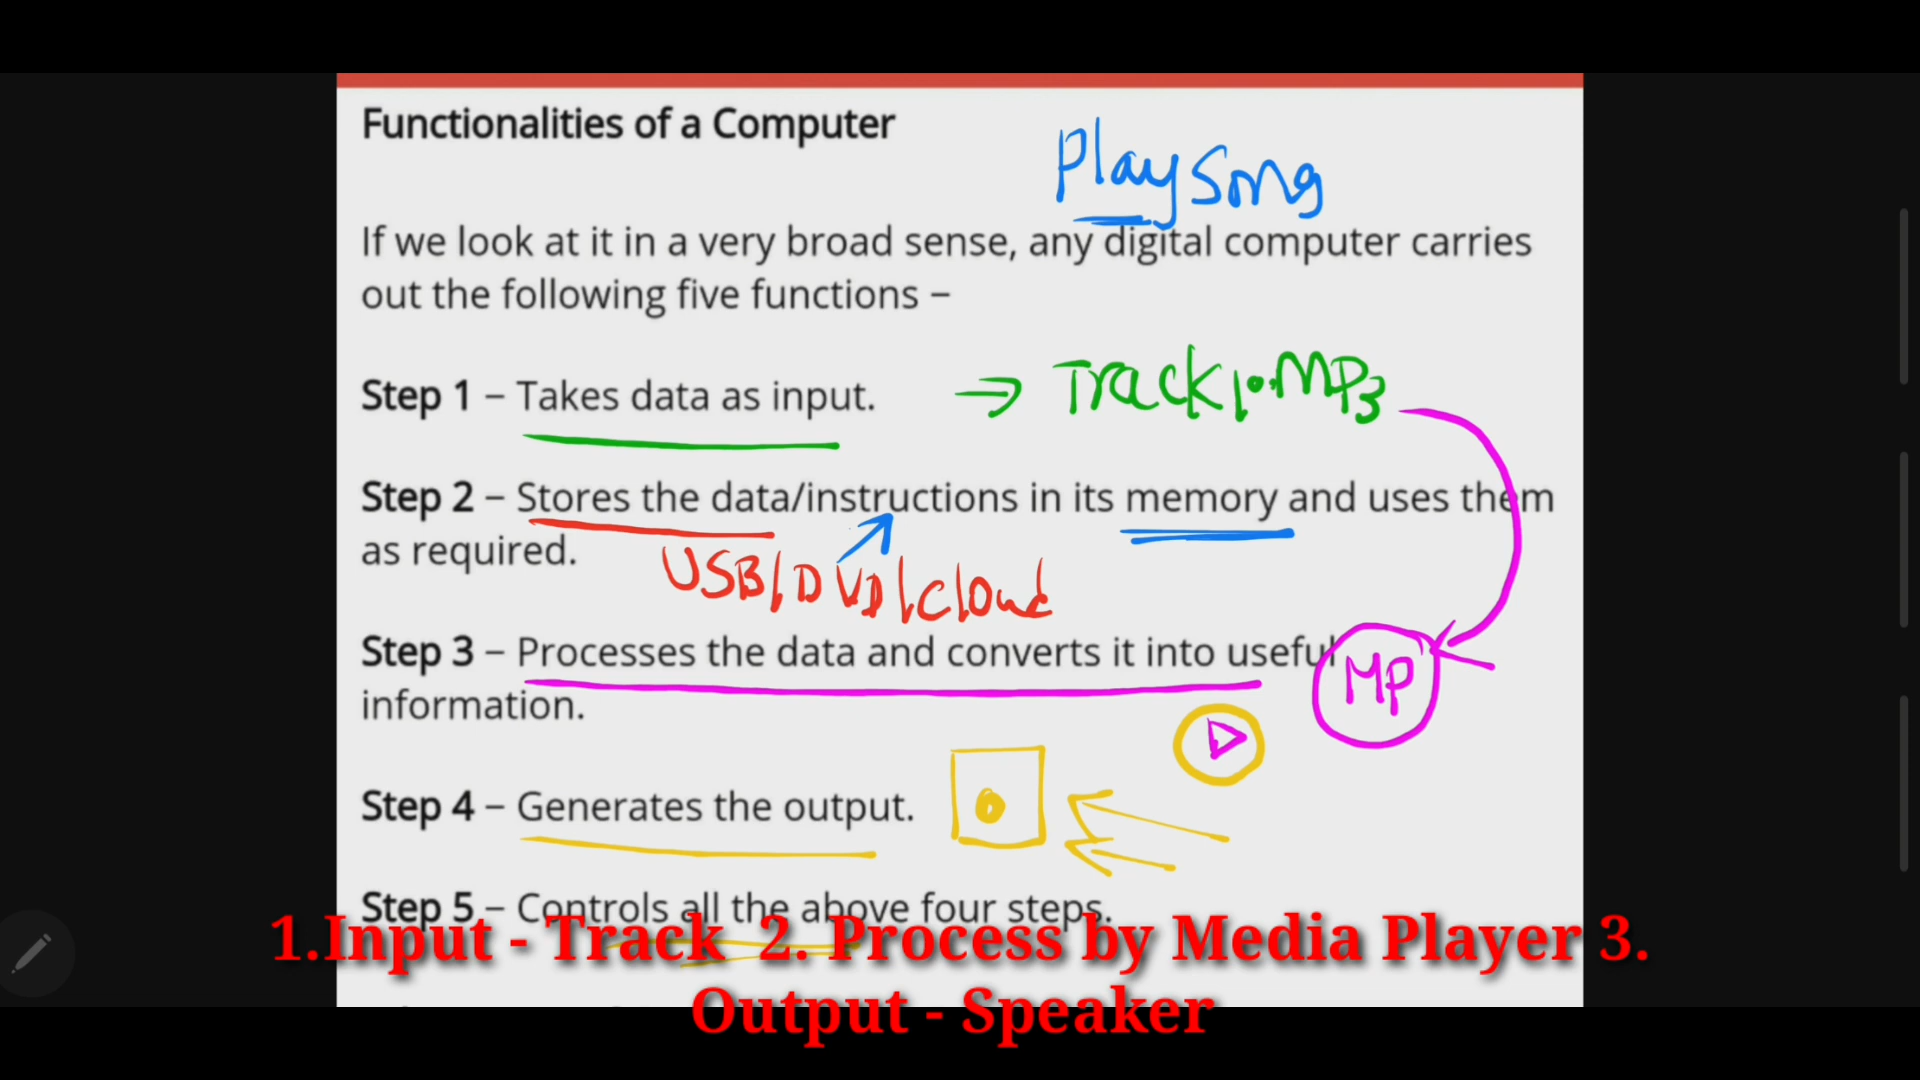 Functionalities of a Computer
Play Song
If we look at it in a very broad sense, any digital computer carries
out the following five functions –
Step 1 – Takes data as input.
→ Track1.MP3
Step 2 – Stores the data/instructions in its memory and uses them
as required.
USB/DVD/Cloud
Step 3 – Processes the data and converts it into useful
MP
information.
Step 4 – Generates the output.
Step 5 – Controls all the above four steps.
1.Input - Track 2. Process by Media Player 3.
Output - Speaker